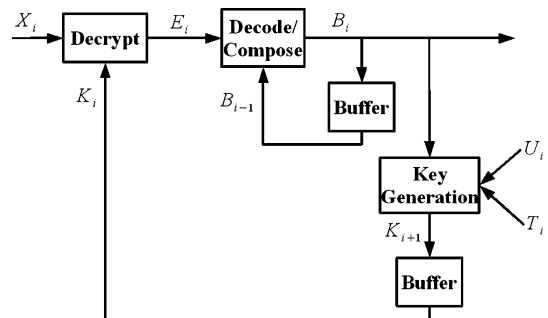 X_i
Decrypt
E_i
Decode/
Compose
B_i
K_i
B_{i-1}
Buffer
Key
Generation
U_i
T_i
K_{i+1}
Buffer